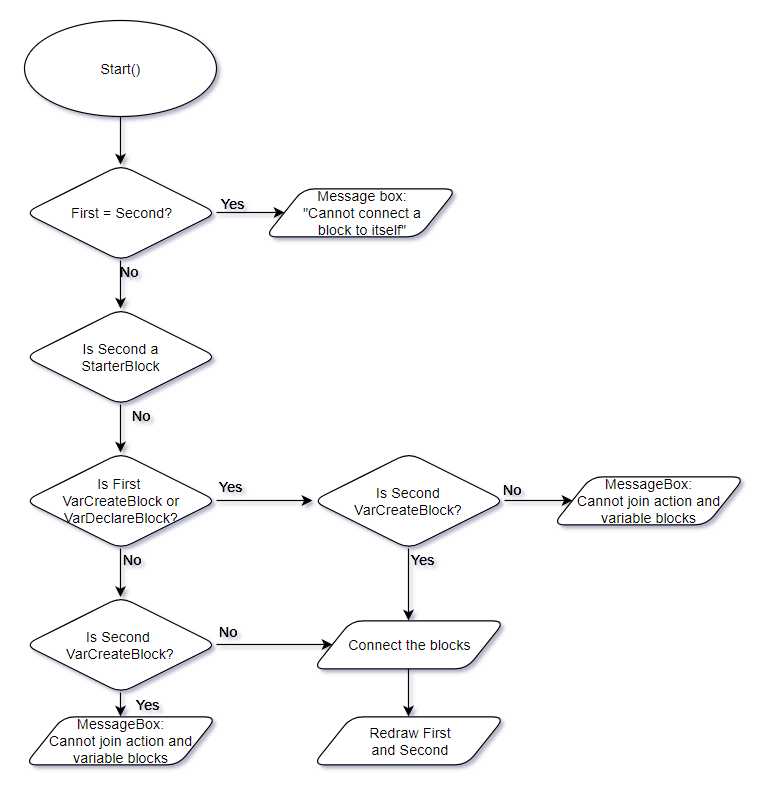 Start()
First = Second?
Yes
Message box:
"Cannot connect a
block to itself"
No
Is Second a
StarterBlock
No
Is First
VarCreateBlock or
VarDeclareBlock?
Yes
Is Second
VarCreateBlock?
No
MessageBox:
Cannot join action and
variable blocks
No
Yes
Is Second
VarCreateBlock?
No
Connect the blocks
Yes
MessageBox:
Cannot join action and
variable blocks
Redraw First
and Second